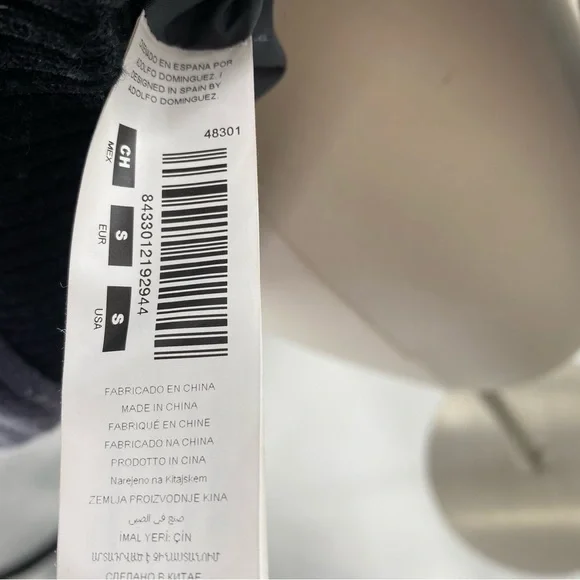 DISEÑADO EN ESPAÑA POR
ADOLFO DOMINGUEZ. /
DESIGNED IN SPAIN BY
ADOLFO DOMINGUEZ.
48301
CH
MEX
S
EUR
S
USA
8433012192944
FABRICADO EN CHINA
MADE IN CHINA
FABRIQUÉ EN CHINE
FABRICADO NA CHINA
PRODOTTO IN CINA
Narejeno na Kitajskem
ZEMLJA PROIZVODNJE KINA
صنع في الصين
İMAL YERİ: ÇİN
СДЕЛАНО В КИТАЕ